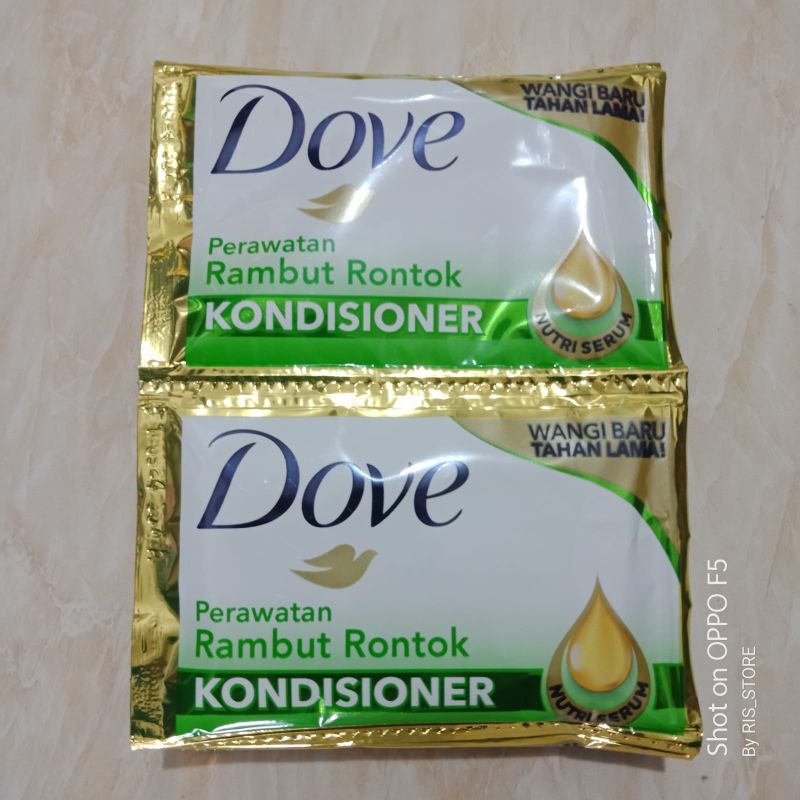 Dove
WANGI BARU
TAHAN LAMA!
Perawatan
Rambut Rontok
KONDISIONER
NUTRI SERUM
Dove
WANGI BARU
TAHAN LAMA!
Perawatan
Rambut Rontok
KONDISIONER
NUTRI SERUM
Shot on OPPO F5
By RIS_STORE